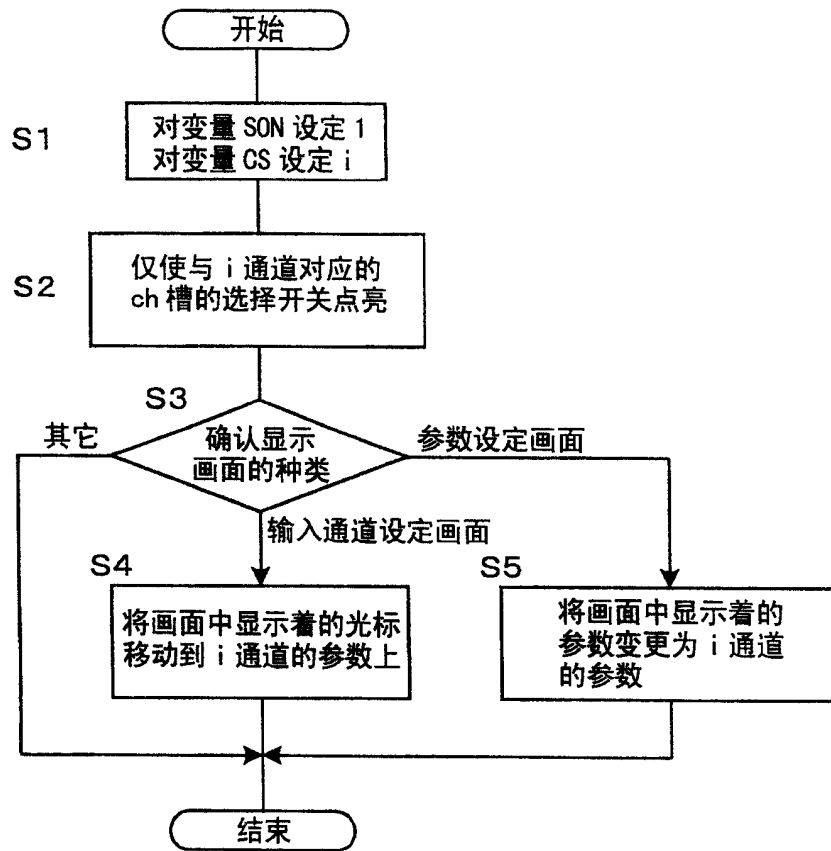 开始
S1
对变量 SON 设定 1
对变量 CS 设定 i
S2
仅使与 i 通道对应的
ch 槽的选择开关点亮
S3
其它
确认显示
画面的种类
参数设定画面
输入通道设定画面
S4
将画面中显示着的光标
移动到 i 通道的参数上
S5
将画面中显示着的
参数变更为 i 通道
的参数
结束